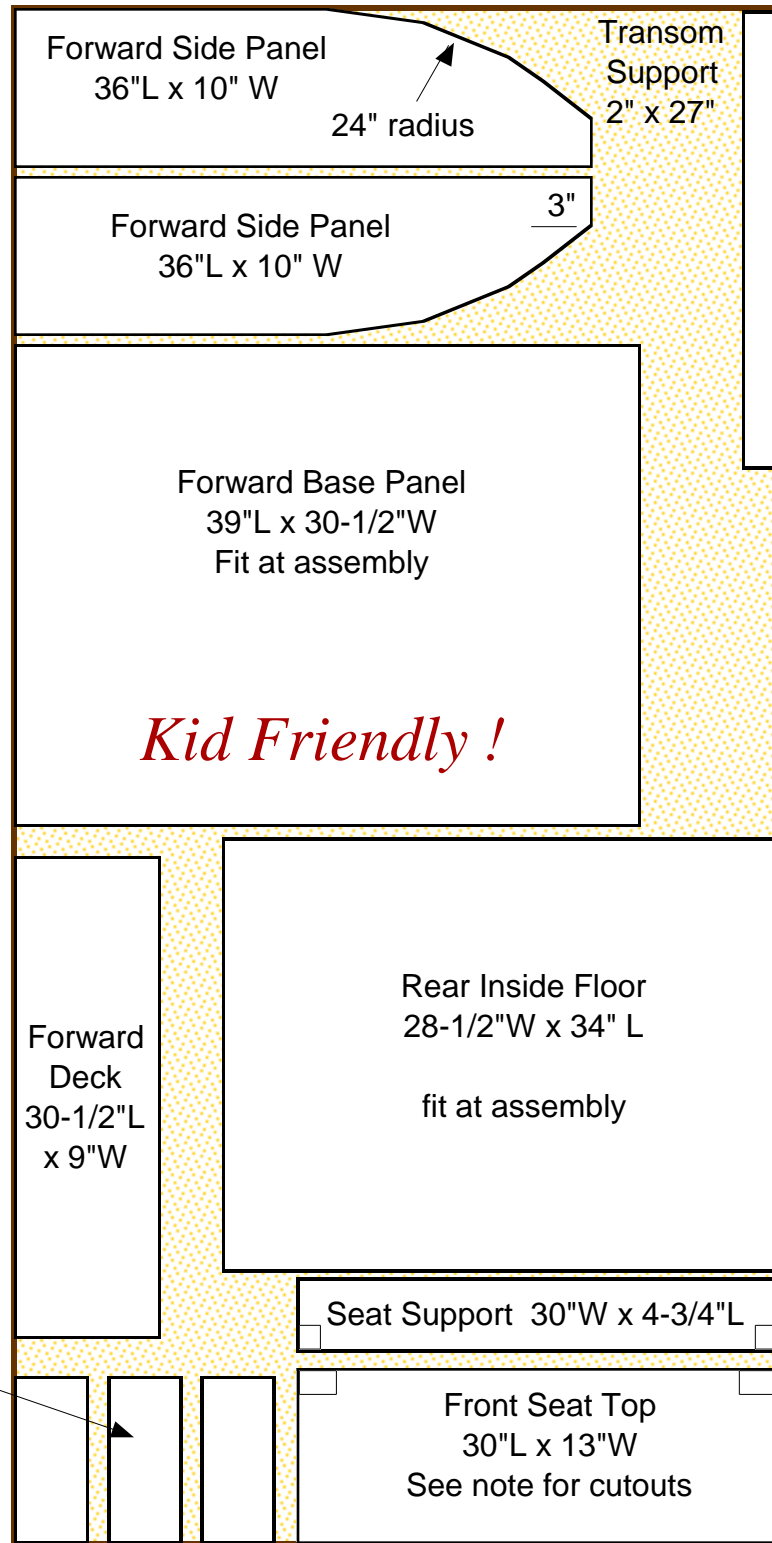 Forward Side Panel
36"L x 10" W
24" radius
Transom
Support
2" x 27"
Forward Side Panel
36"L x 10" W
3"
Forward Base Panel
39"L x 30-1/2"W
Fit at assembly
Kid Friendly !
Rear Inside Floor
28-1/2"W x 34" L
fit at assembly
Forward
Deck
30-1/2"L
x 9"W
Seat Support 30"W x 4-3/4"L
Front Seat Top
30"L x 13"W
See note for cutouts